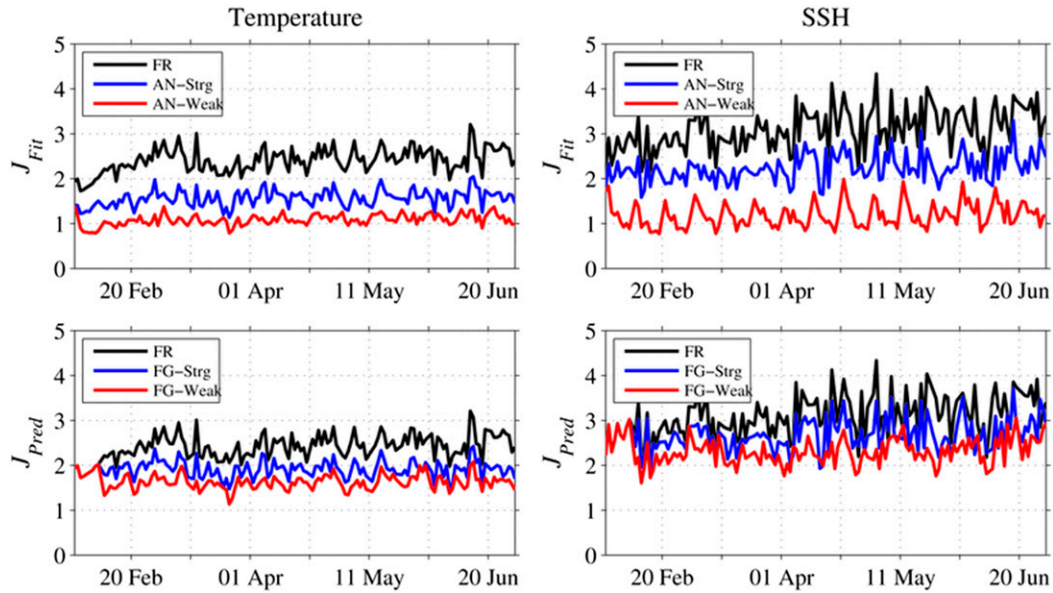 Temperature
SSH
5
4
3
2
1
0
J_Fit
FR
AN−Strg
AN−Weak
20 Feb
01 Apr
11 May
20 Jun
5
4
3
2
1
0
J_Fit
FR
AN−Strg
AN−Weak
20 Feb
01 Apr
11 May
20 Jun
5
4
3
2
1
0
J_Pred
FR
FG−Strg
FG−Weak
20 Feb
01 Apr
11 May
20 Jun
5
4
3
2
1
0
J_Pred
FR
FG−Strg
FG−Weak
20 Feb
01 Apr
11 May
20 Jun